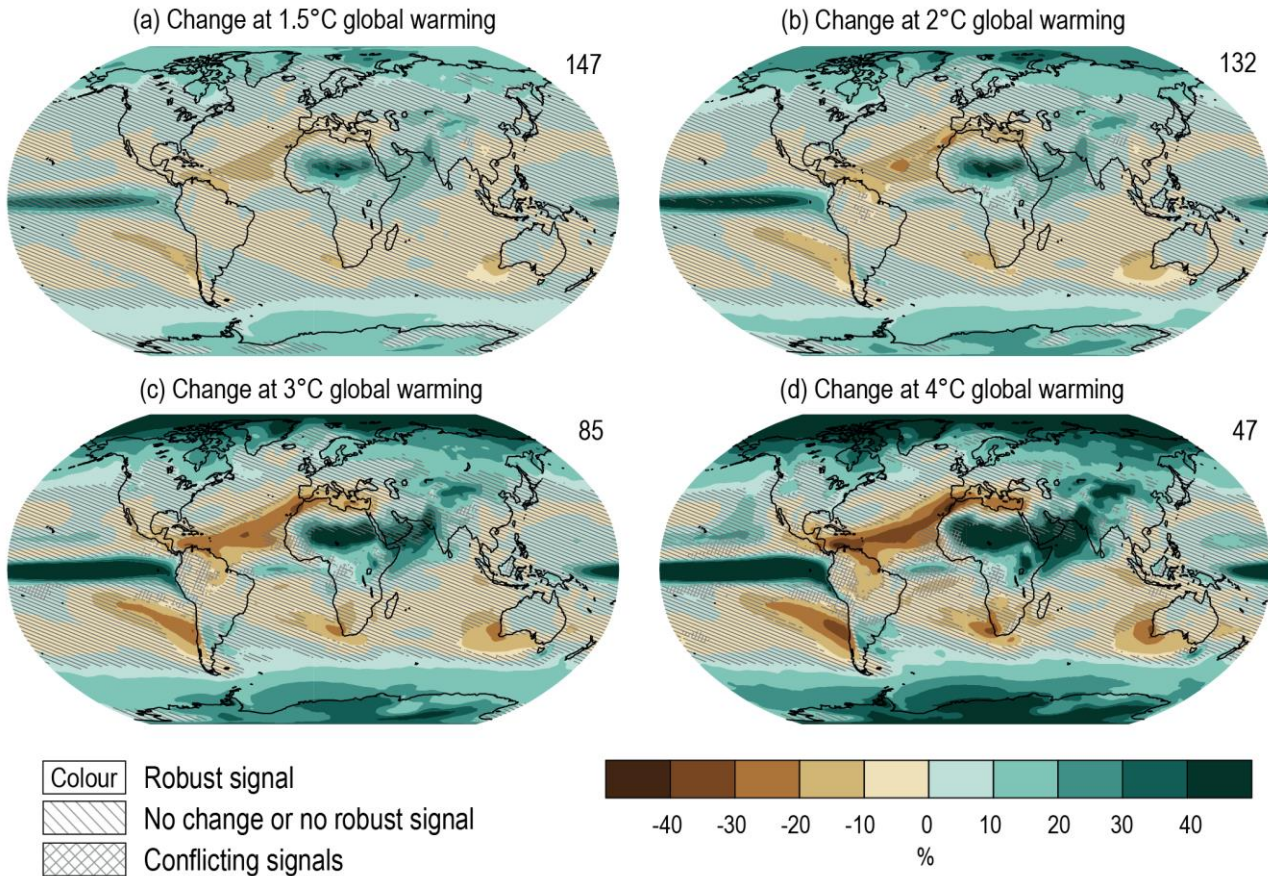 (a) Change at 1.5°C global warming
147
(b) Change at 2°C global warming
132
(c) Change at 3°C global warming
85
(d) Change at 4°C global warming
47
Colour Robust signal
No change or no robust signal
Conflicting signals
-40 -30 -20 -10 0 10 20 30 40
%